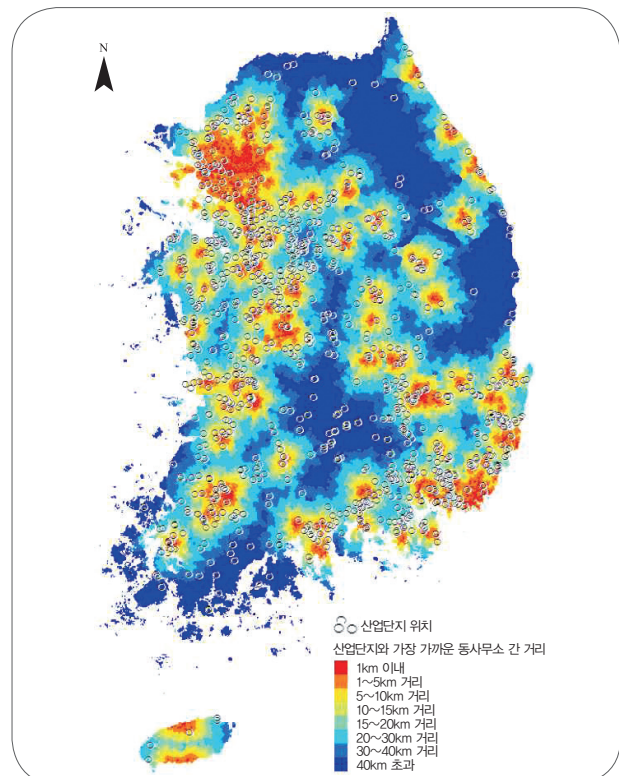 N
산업단지 위치
산업단지와 가장 가까운 동사무소 간 거리
1km 이내
1~5km 거리
5~10km 거리
10~15km 거리
15~20km 거리
20~30km 거리
30~40km 거리
40km 초과